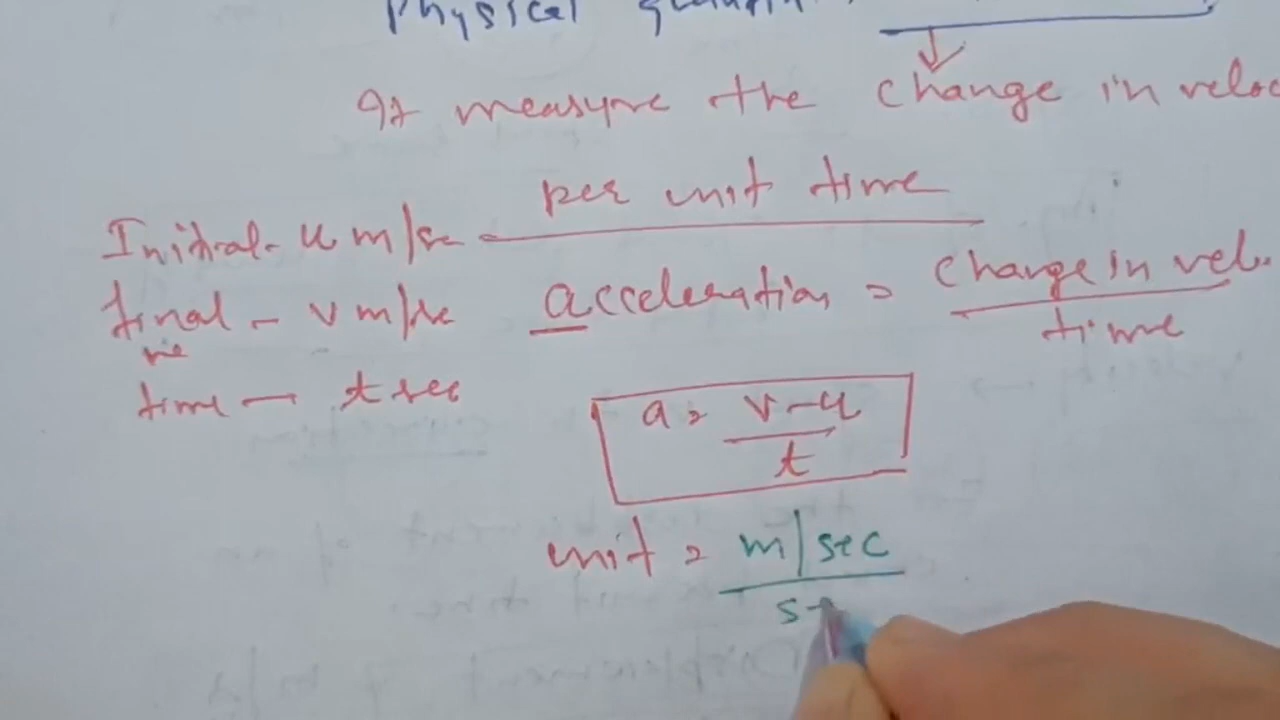 Physical
It measure the change in veloc
per unit time
Initial - u m/sec
final - v m/sec
acceleration = change in vel.
time
time - t sec
a = v-u
t
unit = m/sec
s